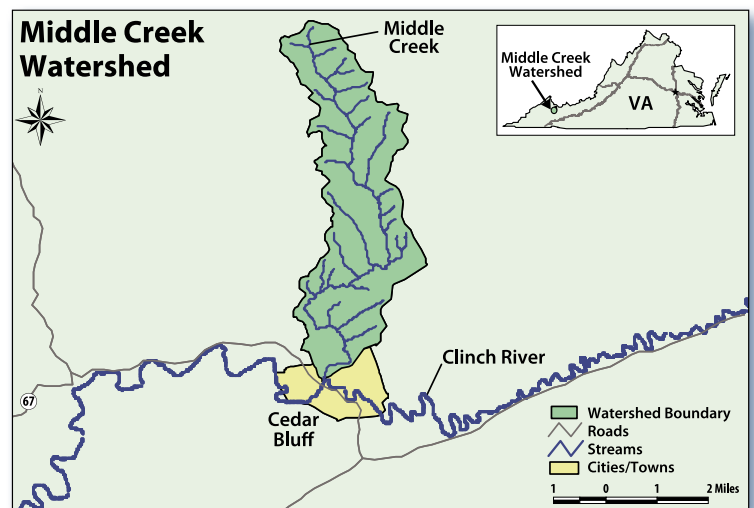 Middle Creek
Watershed
N
Middle
Creek
Middle Creek
Watershed
VA
67
Clinch River
Cedar
Bluff
Watershed Boundary
Roads
Streams
Cities/Towns
1 0 1 2 Miles